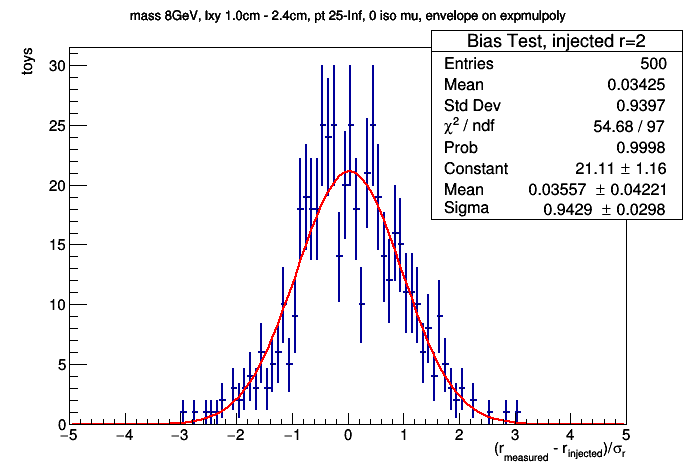 mass 8GeV, lxy 1.0cm - 2.4cm, pt 25-Inf, 0 iso mu, envelope on expmulpoly
Bias Test, injected r=2
Entries 500
Mean 0.03425
Std Dev 0.9397
χ² / ndf 54.68 / 97
Prob 0.9998
Constant 21.11 ± 1.16
Mean 0.03557 ± 0.04221
Sigma 0.9429 ± 0.0298
toys
30
25
20
15
10
5
0
−5 −4 −3 −2 −1 0 1 2 3 4 5
(r_measured - r_injected)/σ_r